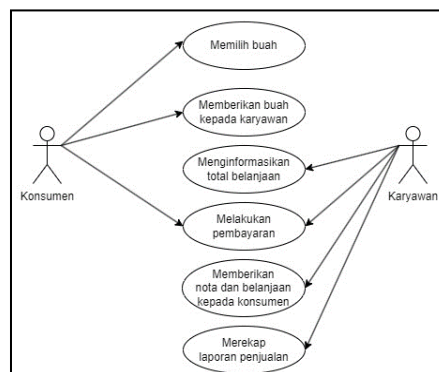 Memilih buah
Memberikan buah
kepada karyawan
Menginformasikan
total belanjaan
Konsumen
Karyawan
Melakukan
pembayaran
Memberikan
nota dan belanjaan
kepada konsumen
Merekap
laporan penjualan